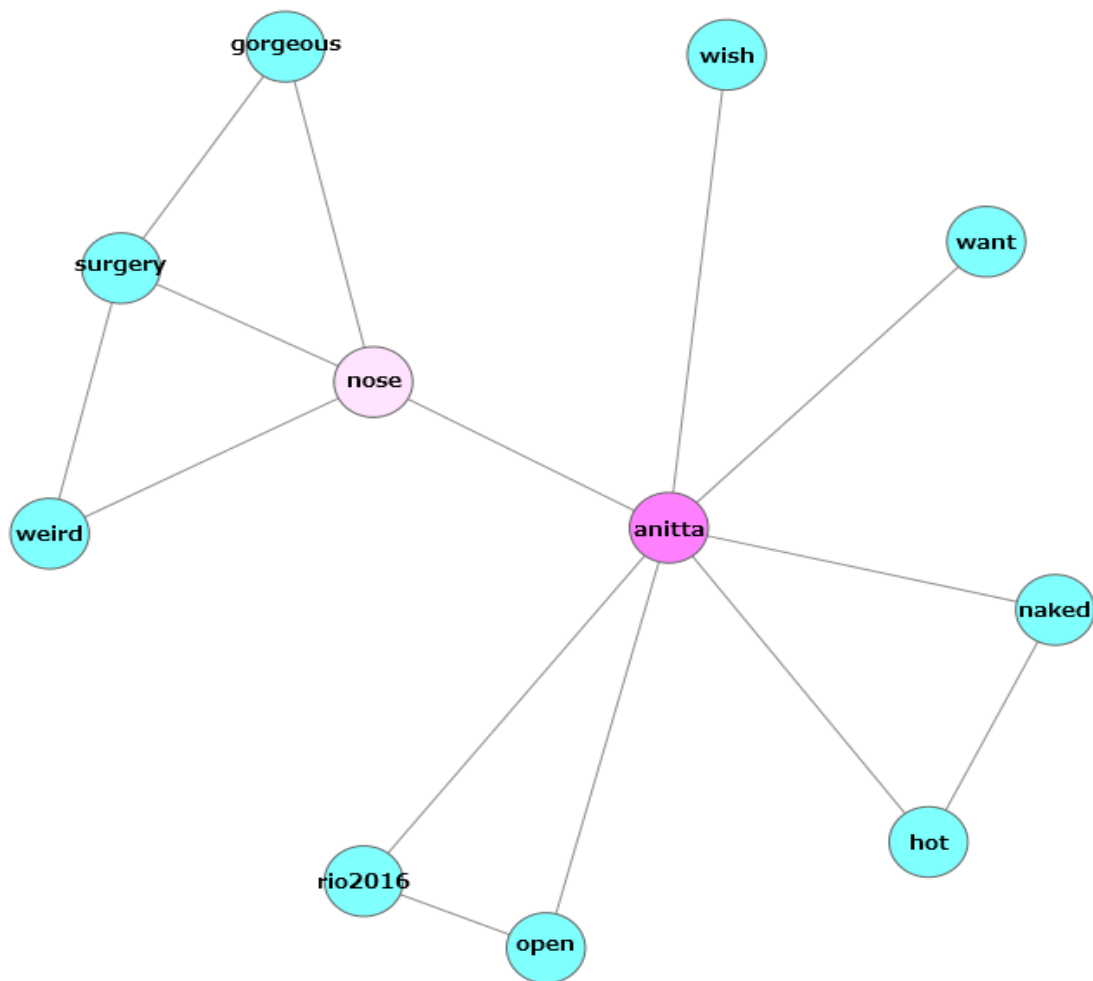 gorgeous
wish
want
surgery
nose
anitta
weird
naked
hot
rio2016
open